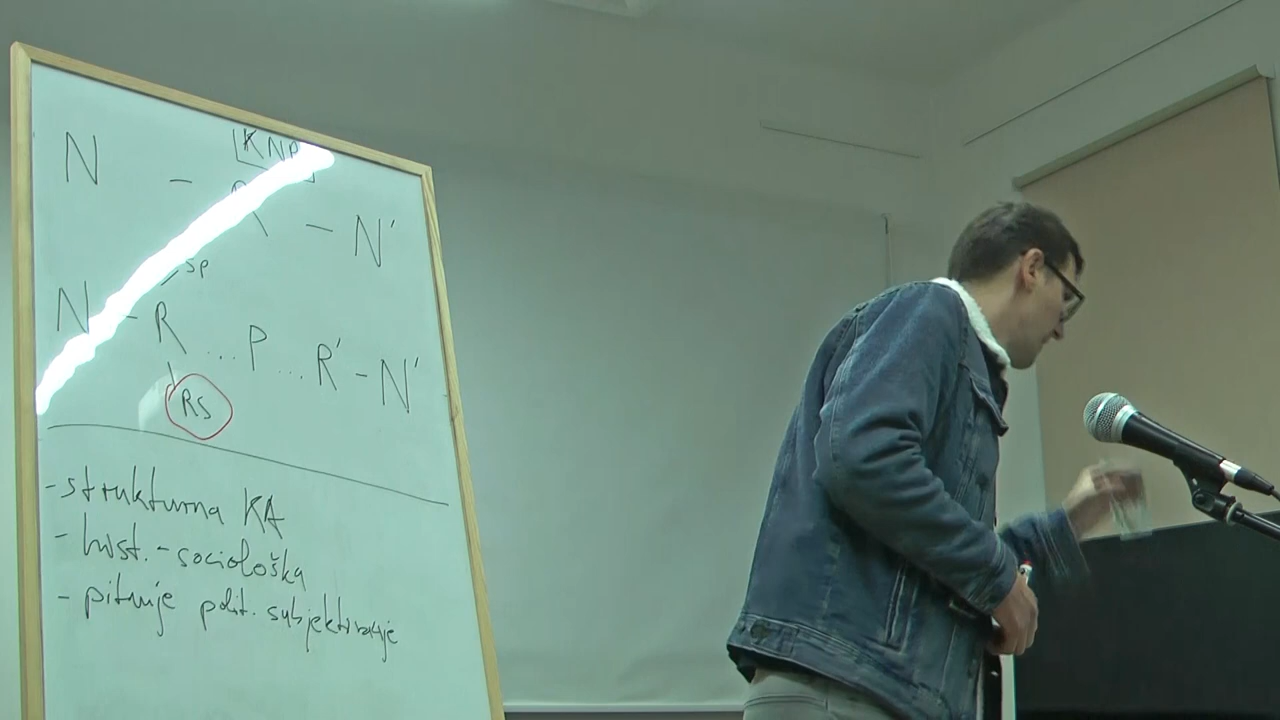 KNP
N - R - N'
SP
N - R ... P ... R' - N'
RS
- strukturna KA
- hist. - sociološka
- pitanje polit. subjektivacije